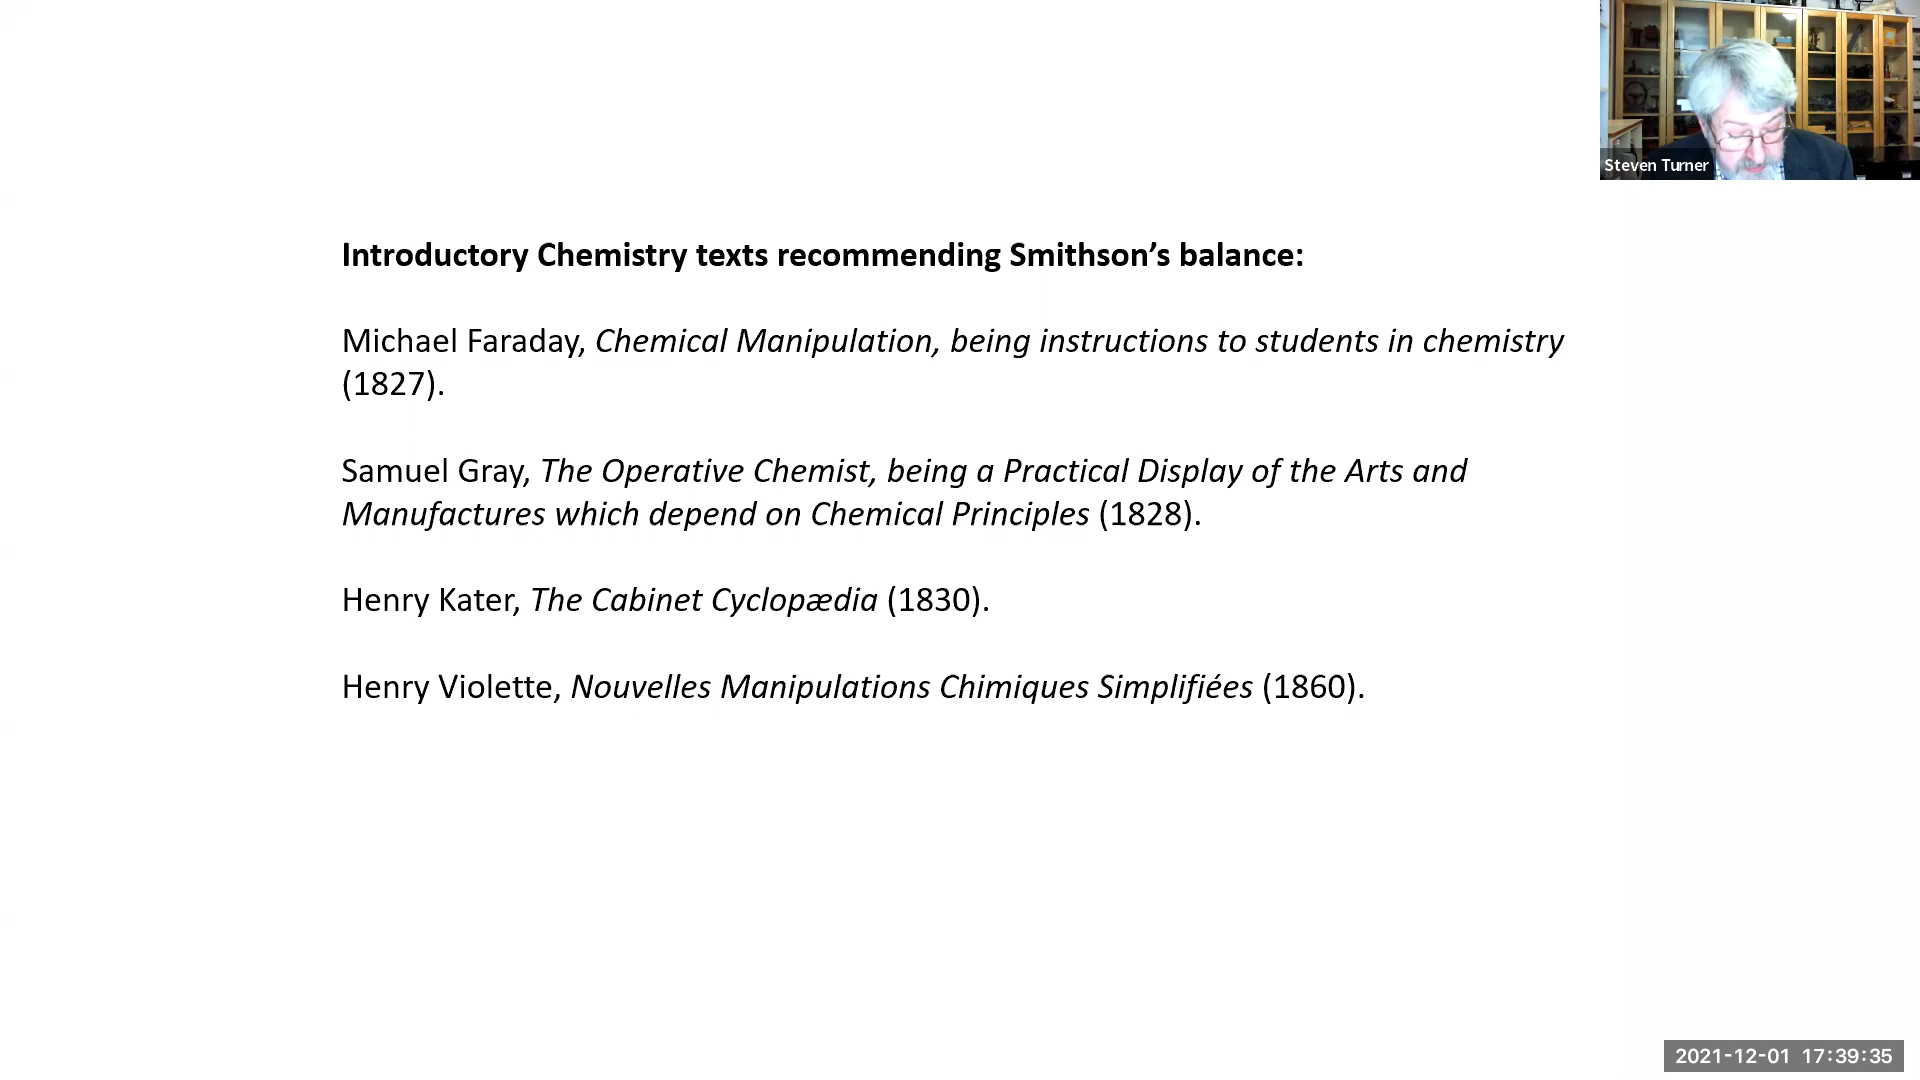 Steven Turner
Introductory Chemistry texts recommending Smithson’s balance:
Michael Faraday, Chemical Manipulation, being instructions to students in chemistry
(1827).
Samuel Gray, The Operative Chemist, being a Practical Display of the Arts and
Manufactures which depend on Chemical Principles (1828).
Henry Kater, The Cabinet Cyclopædia (1830).
Henry Violette, Nouvelles Manipulations Chimiques Simplifiées (1860).
2021-12-01 17:39:35